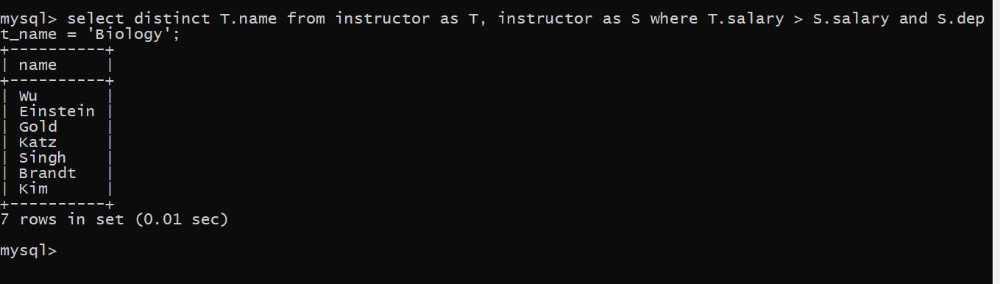 mysql> select distinct T.name from instructor as T, instructor as S where T.salary > S.salary and S.dep
t_name = 'Biology';
+----------+
| name     |
+----------+
| Wu       |
| Einstein |
| Gold     |
| Katz     |
| Singh    |
| Brandt   |
| Kim      |
+----------+
7 rows in set (0.01 sec)
mysql>